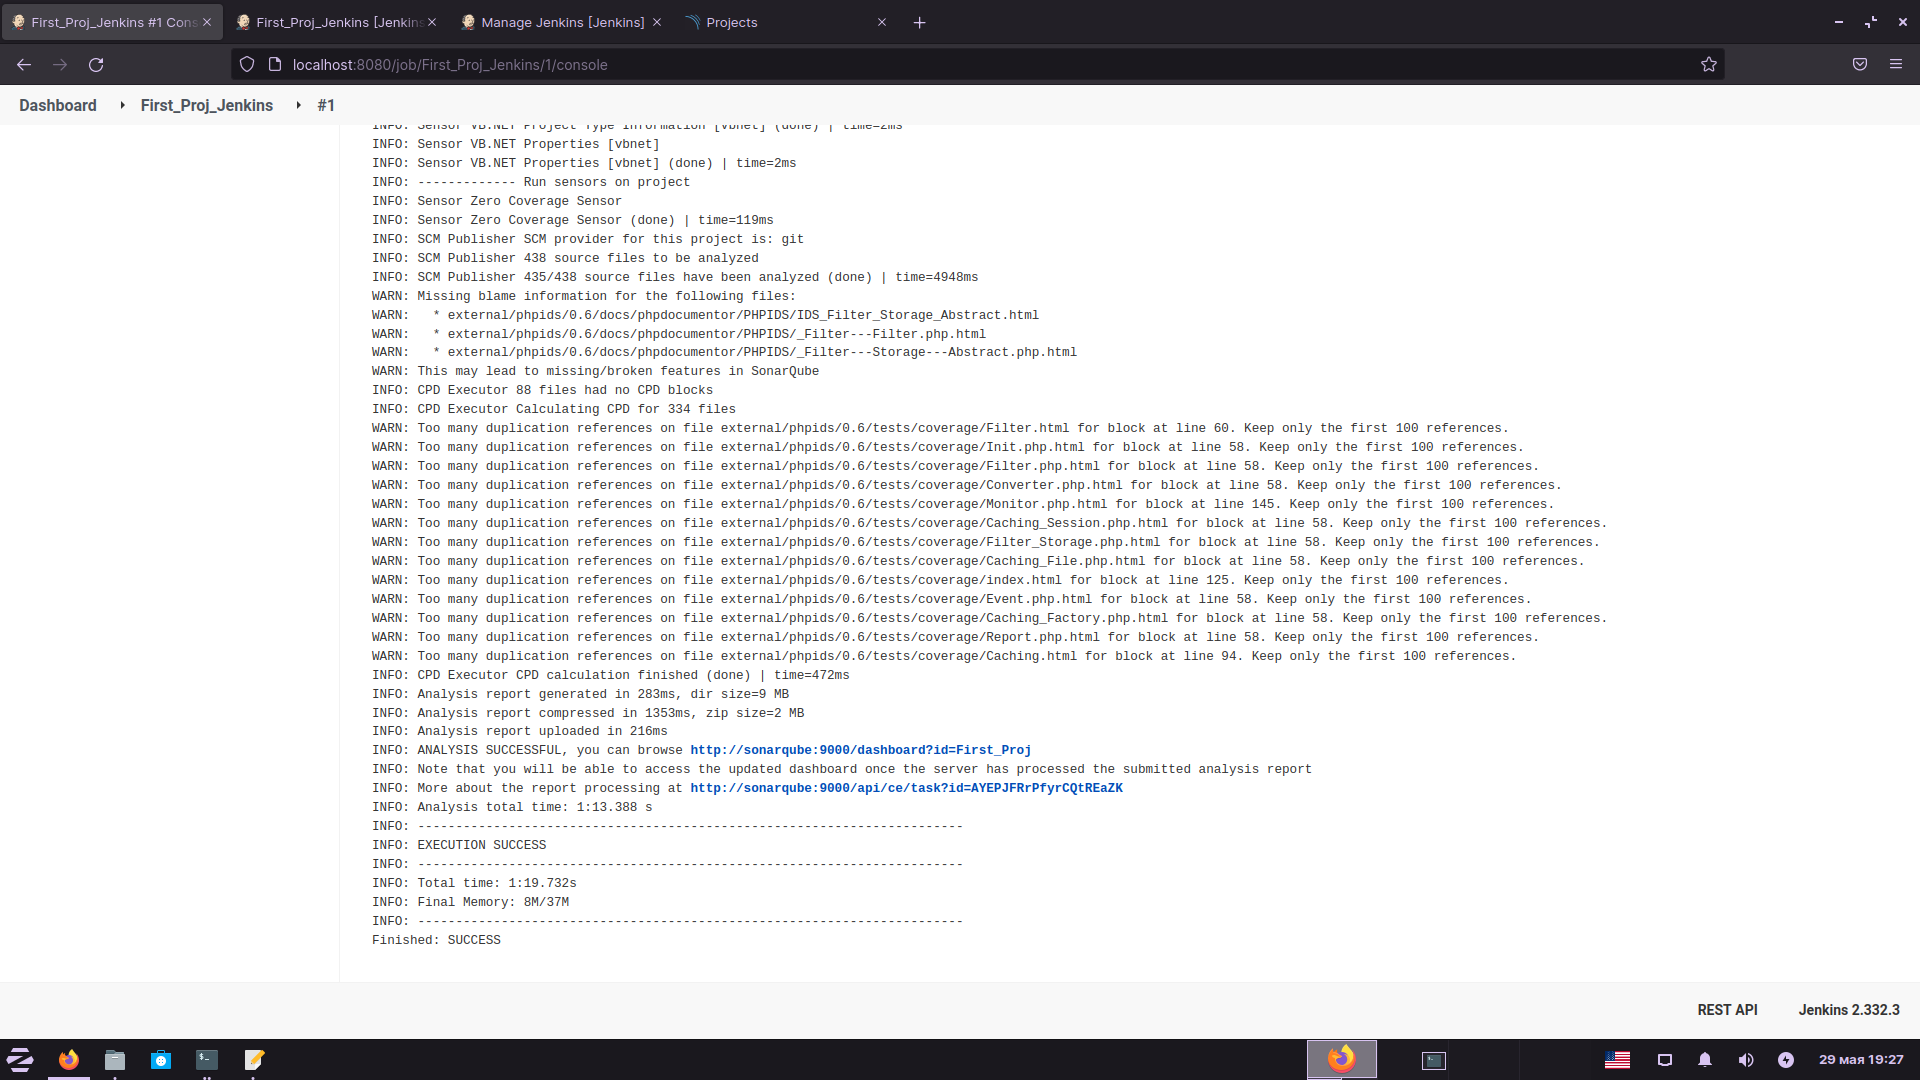 First_Proj_Jenkins #1 Cons
First_Proj_Jenkins [Jenkins
Manage Jenkins [Jenkins]
Projects
localhost:8080/job/First_Proj_Jenkins/1/console
Dashboard
First_Proj_Jenkins
#1
INFO: Sensor VB.NET Project Type Information [vbnet] (done) | time=2ms
INFO: Sensor VB.NET Properties [vbnet]
INFO: Sensor VB.NET Properties [vbnet] (done) | time=2ms
INFO: ------------- Run sensors on project
INFO: Sensor Zero Coverage Sensor
INFO: Sensor Zero Coverage Sensor (done) | time=119ms
INFO: SCM Publisher SCM provider for this project is: git
INFO: SCM Publisher 438 source files to be analyzed
INFO: SCM Publisher 435/438 source files have been analyzed (done) | time=4948ms
WARN: Missing blame information for the following files:
WARN:   * external/phpids/0.6/docs/phpdocumentor/PHPIDS/IDS_Filter_Storage_Abstract.html
WARN:   * external/phpids/0.6/docs/phpdocumentor/PHPIDS/_Filter---Filter.php.html
WARN:   * external/phpids/0.6/docs/phpdocumentor/PHPIDS/_Filter---Storage---Abstract.php.html
WARN: This may lead to missing/broken features in SonarQube
INFO: CPD Executor 88 files had no CPD blocks
INFO: CPD Executor Calculating CPD for 334 files
WARN: Too many duplication references on file external/phpids/0.6/tests/coverage/Filter.html for block at line 60. Keep only the first 100 references.
WARN: Too many duplication references on file external/phpids/0.6/tests/coverage/Init.php.html for block at line 58. Keep only the first 100 references.
WARN: Too many duplication references on file external/phpids/0.6/tests/coverage/Filter.php.html for block at line 58. Keep only the first 100 references.
WARN: Too many duplication references on file external/phpids/0.6/tests/coverage/Converter.php.html for block at line 58. Keep only the first 100 references.
WARN: Too many duplication references on file external/phpids/0.6/tests/coverage/Monitor.php.html for block at line 145. Keep only the first 100 references.
WARN: Too many duplication references on file external/phpids/0.6/tests/coverage/Caching_Session.php.html for block at line 58. Keep only the first 100 references.
WARN: Too many duplication references on file external/phpids/0.6/tests/coverage/Filter_Storage.php.html for block at line 58. Keep only the first 100 references.
WARN: Too many duplication references on file external/phpids/0.6/tests/coverage/Caching_File.php.html for block at line 58. Keep only the first 100 references.
WARN: Too many duplication references on file external/phpids/0.6/tests/coverage/index.html for block at line 125. Keep only the first 100 references.
WARN: Too many duplication references on file external/phpids/0.6/tests/coverage/Event.php.html for block at line 58. Keep only the first 100 references.
WARN: Too many duplication references on file external/phpids/0.6/tests/coverage/Caching_Factory.php.html for block at line 58. Keep only the first 100 references.
WARN: Too many duplication references on file external/phpids/0.6/tests/coverage/Report.php.html for block at line 58. Keep only the first 100 references.
WARN: Too many duplication references on file external/phpids/0.6/tests/coverage/Caching.html for block at line 94. Keep only the first 100 references.
INFO: CPD Executor CPD calculation finished (done) | time=472ms
INFO: Analysis report generated in 283ms, dir size=9 MB
INFO: Analysis report compressed in 1353ms, zip size=2 MB
INFO: Analysis report uploaded in 216ms
INFO: ANALYSIS SUCCESSFUL, you can browse http://sonarqube:9000/dashboard?id=First_Proj
INFO: Note that you will be able to access the updated dashboard once the server has processed the submitted analysis report
INFO: More about the report processing at http://sonarqube:9000/api/ce/task?id=AYEPJFRrPfyrCQtREaZK
INFO: Analysis total time: 1:13.388 s
INFO: ------------------------------------------------------------------------
INFO: EXECUTION SUCCESS
INFO: ------------------------------------------------------------------------
INFO: Total time: 1:19.732s
INFO: Final Memory: 8M/37M
INFO: ------------------------------------------------------------------------
Finished: SUCCESS
REST API
Jenkins 2.332.3
29 мая 19:27